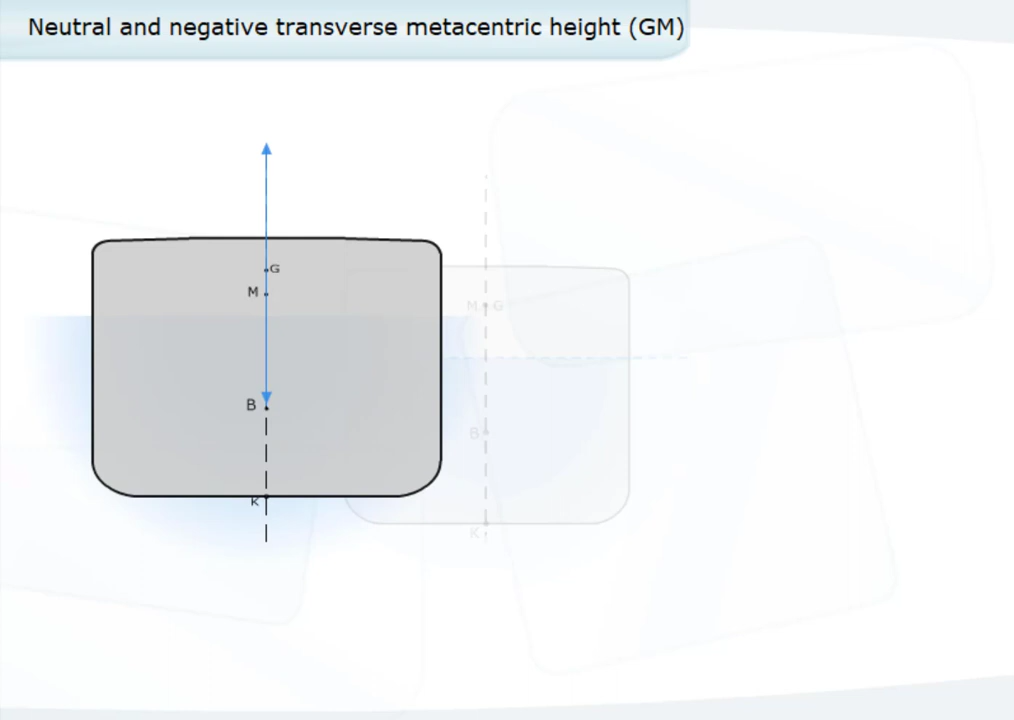 Neutral and negative transverse metacentric height (GM)
G
M
M G
B
B
K
K